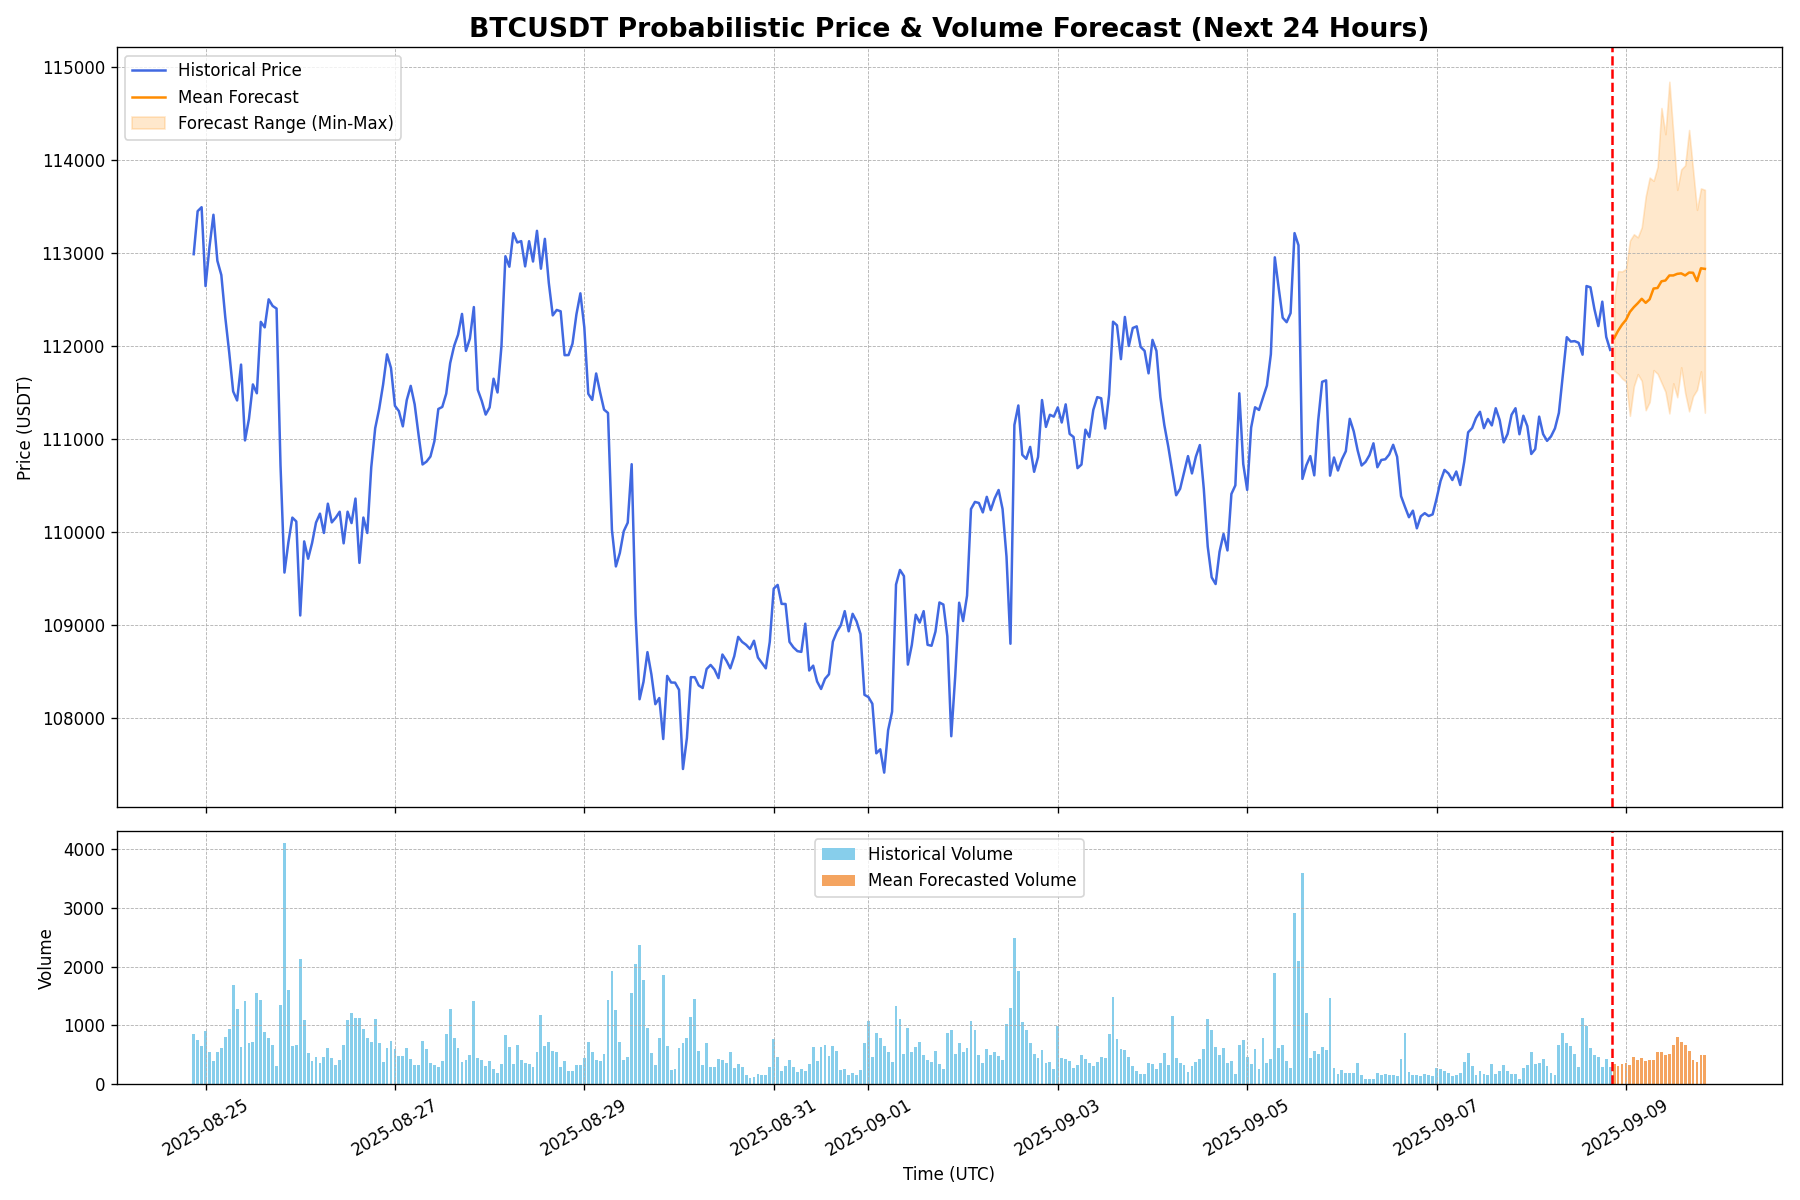 BTCUSDT Probabilistic Price & Volume Forecast (Next 24 Hours)
Historical Price
Mean Forecast
Forecast Range (Min-Max)
115000
114000
113000
112000
111000
110000
109000
108000
Price (USDT)
Historical Volume
Mean Forecasted Volume
4000
3000
2000
1000
0
Volume
2025-08-25
2025-08-27
2025-08-29
2025-08-31
2025-09-01
2025-09-03
2025-09-05
2025-09-07
2025-09-09
Time (UTC)